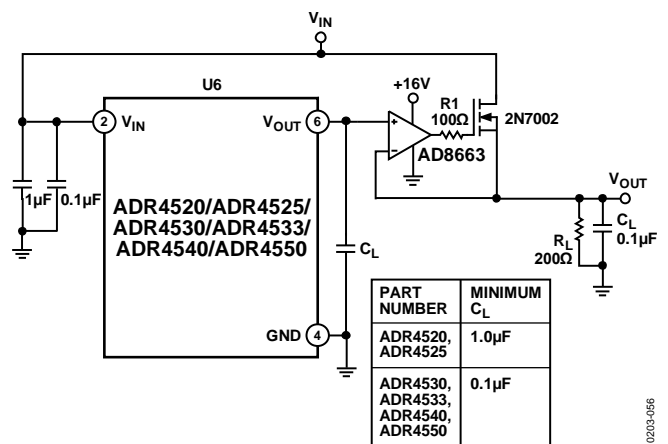 VIN
U6
+16V
R1
100Ω
2N7002
2 VIN
VOUT 6
+
–
AD8663
VOUT
1µF
0.1µF
ADR4520/ADR4525/
ADR4530/ADR4533/
ADR4540/ADR4550
CL
RL
200Ω
CL
0.1µF
GND 4
PART
NUMBER
MINIMUM
CL
ADR4520,
ADR4525
1.0µF
ADR4530,
ADR4533,
ADR4540,
ADR4550
0.1µF
0203-056